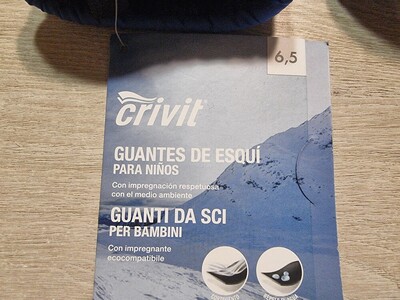 6,5
crivit®
GUANTES DE ESQUÍ
PARA NIÑOS
Con impregnación respetuosa
con el medio ambiente
GUANTI DA SCI
PER BAMBINI
Con impregnante
ecocompatibile